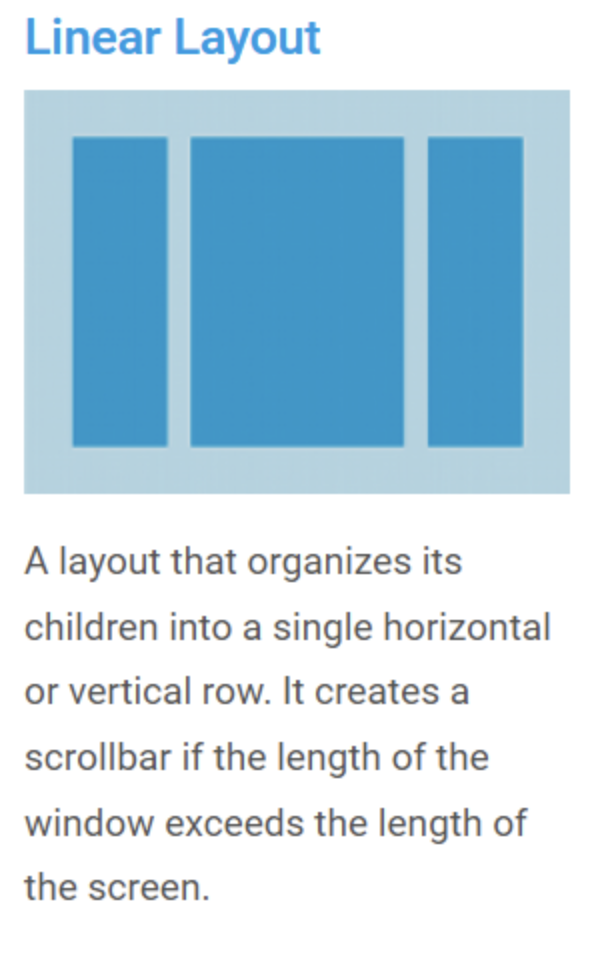 Linear Layout
A layout that organizes its
children into a single horizontal
or vertical row. It creates a
scrollbar if the length of the
window exceeds the length of
the screen.